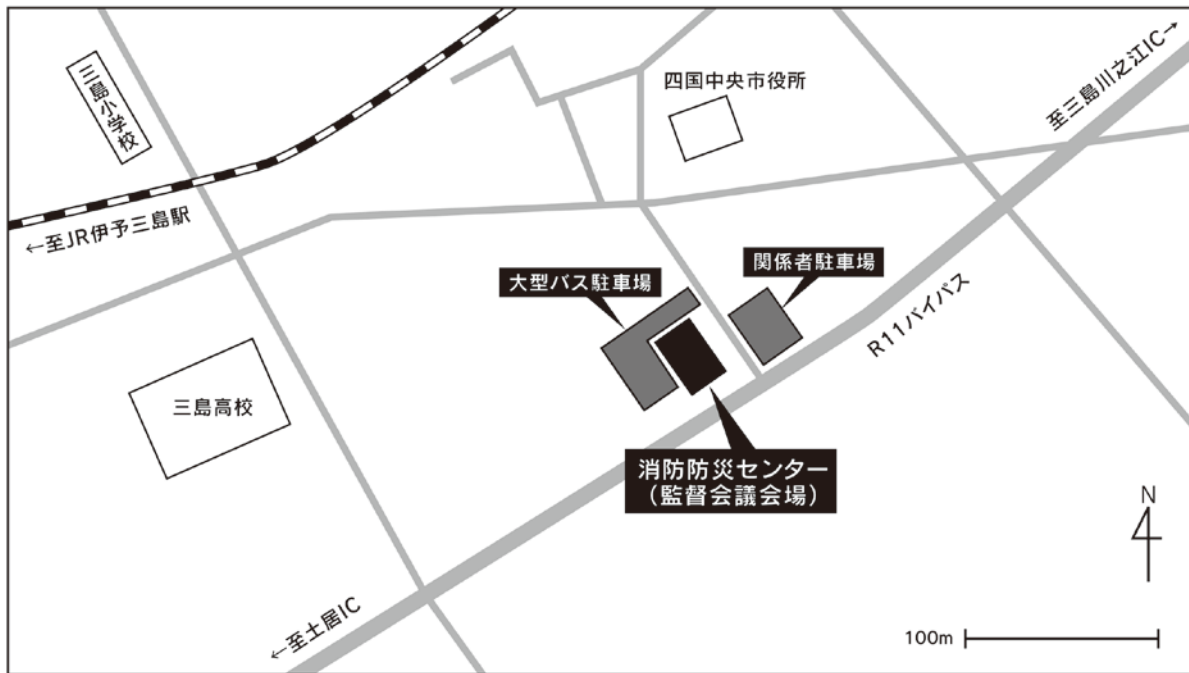 三島小学校
四国中央市役所
至三島川之江IC→
←至JR伊予三島駅
大型バス駐車場
関係者駐車場
R11バイパス
三島高校
消防防災センター
（監督会議会場）
←至土居IC
N
100m